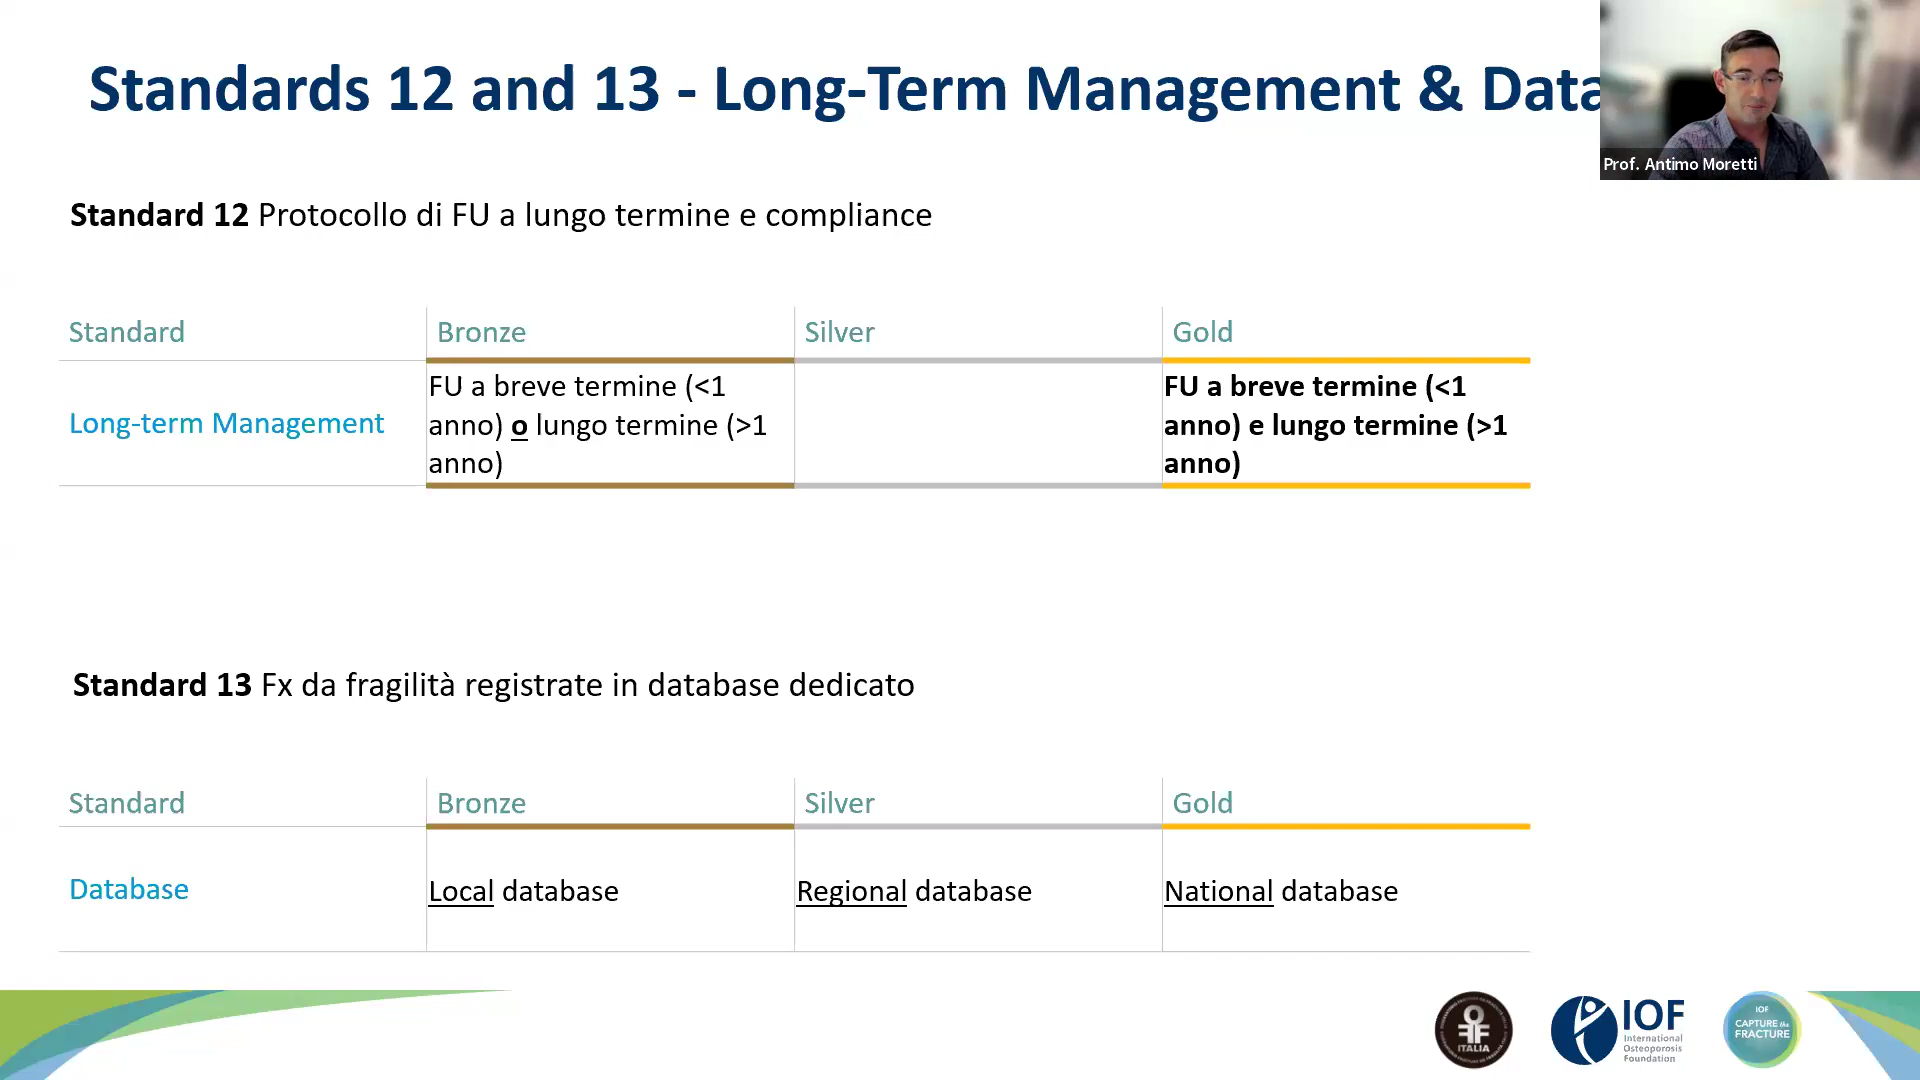 Standards 12 and 13 - Long-Term Management & Data
Prof. Antimo Moretti
Standard 12 Protocollo di FU a lungo termine e compliance
Standard Bronze Silver Gold
Long-term Management
FU a breve termine (<1
anno) o lungo termine (>1
anno)
FU a breve termine (<1
anno) e lungo termine (>1
anno)
Standard 13 Fx da fragilità registrate in database dedicato
Standard Bronze Silver Gold
Database Local database Regional database National database
ITALIA
IOF
International
Osteoporosis
Foundation
IOF
CAPTURE the
FRACTURE